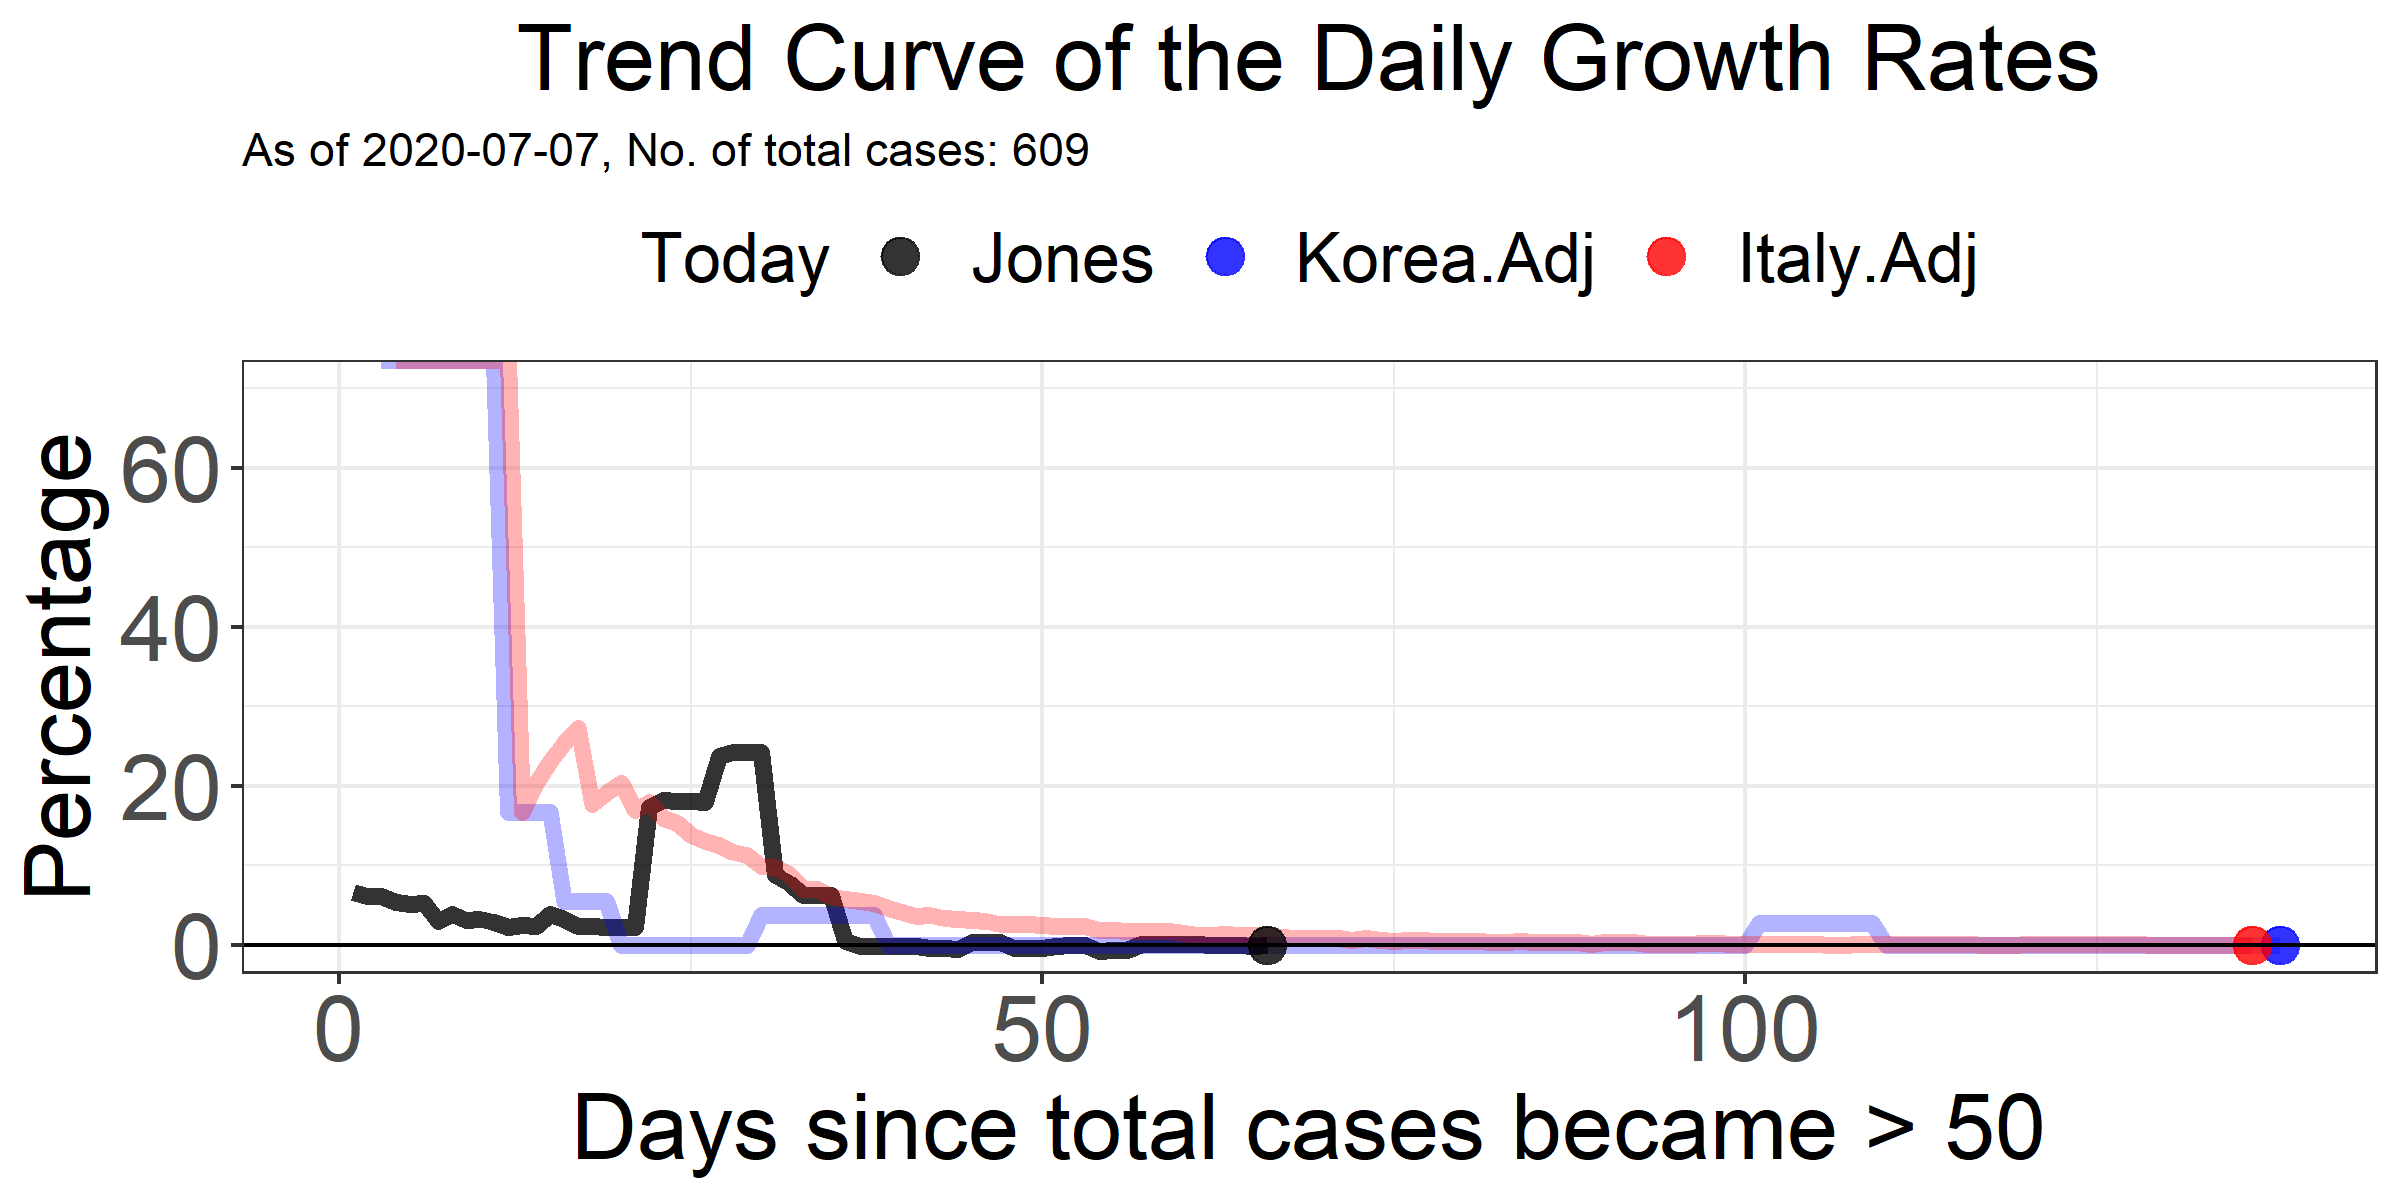 Trend Curve of the Daily Growth Rates
As of 2020-07-07, No. of total cases: 609
Today Jones Korea.Adj Italy.Adj
Percentage
60
40
20
0
0 50 100
Days since total cases became > 50